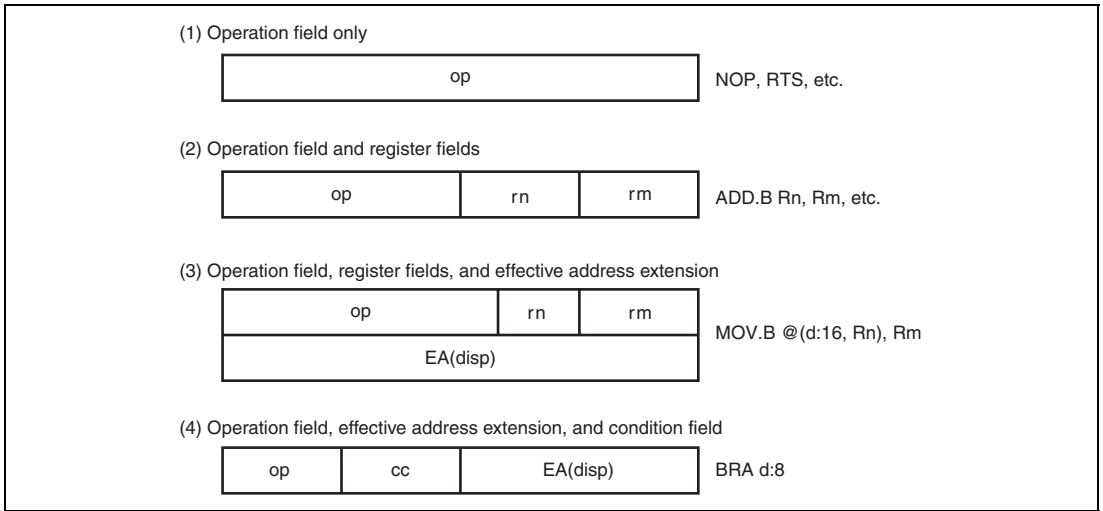 (1) Operation field only
op
NOP, RTS, etc.
(2) Operation field and register fields
op rn rm
ADD.B Rn, Rm, etc.
(3) Operation field, register fields, and effective address extension
op rn rm
EA(disp)
MOV.B @(d:16, Rn), Rm
(4) Operation field, effective address extension, and condition field
op cc EA(disp)
BRA d:8